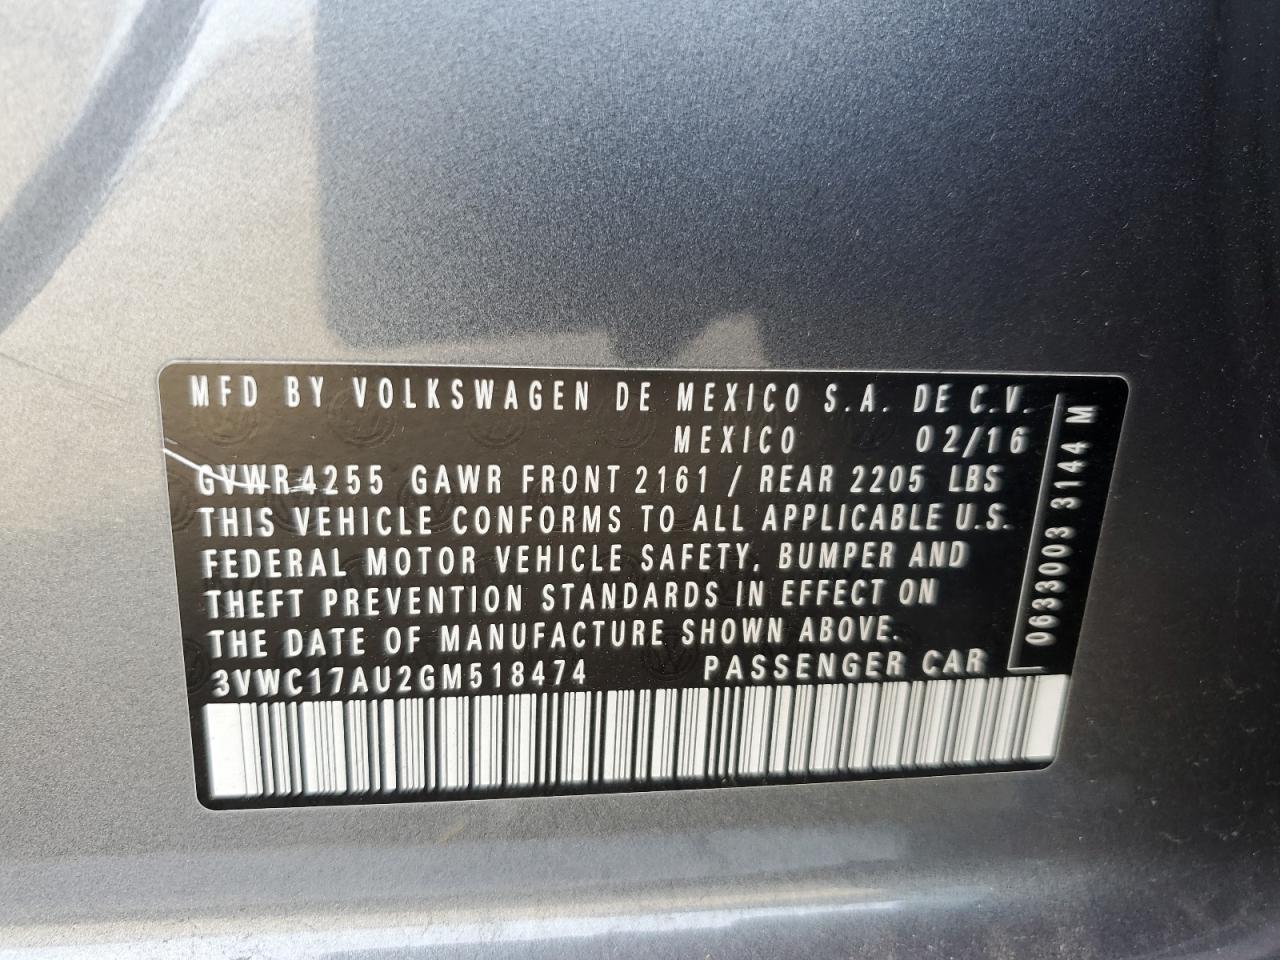 MFD BY VOLKSWAGEN DE MEXICO S.A. DE C.V.
MEXICO 02/16
GVWR 4255 GAWR FRONT 2161 / REAR 2205 LBS
THIS VEHICLE CONFORMS TO ALL APPLICABLE U.S.
FEDERAL MOTOR VEHICLE SAFETY, BUMPER AND
THEFT PREVENTION STANDARDS IN EFFECT ON
THE DATE OF MANUFACTURE SHOWN ABOVE.
3VWC17AU2GM518474 PASSENGER CAR
0633003 3144 M